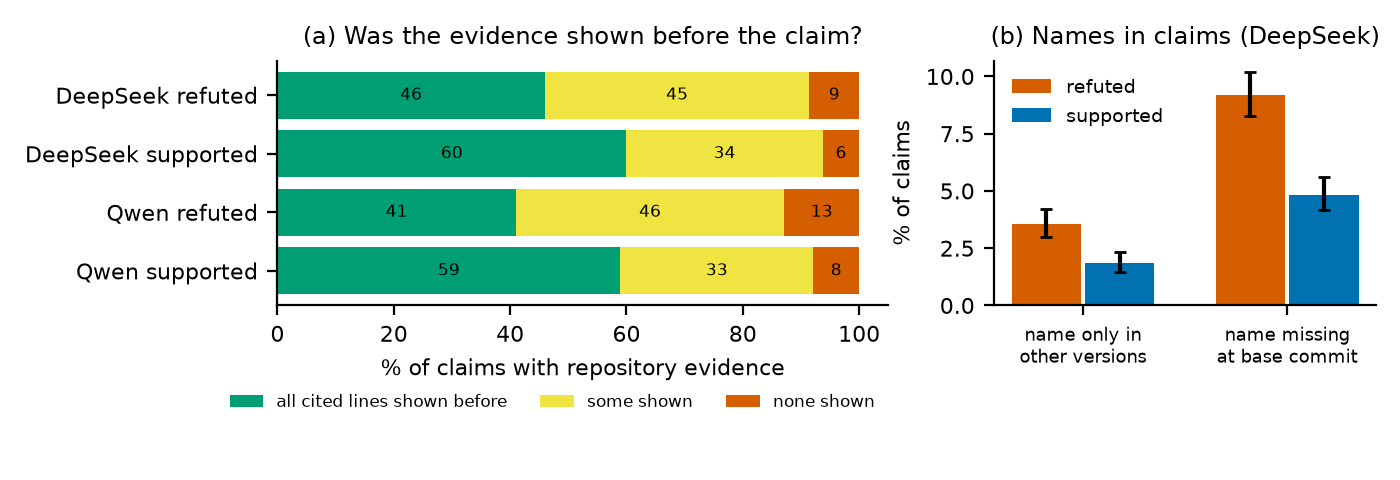 (a) Was the evidence shown before the claim?
DeepSeek refuted
46
45
9
DeepSeek supported
60
34
6
Qwen refuted
41
46
13
Qwen supported
59
33
8
0
20
40
60
80
100
% of claims with repository evidence
all cited lines shown before
some shown
none shown
(b) Names in claims (DeepSeek)
% of claims
10.0
7.5
5.0
2.5
0.0
refuted
supported
name only in
other versions
name missing
at base commit